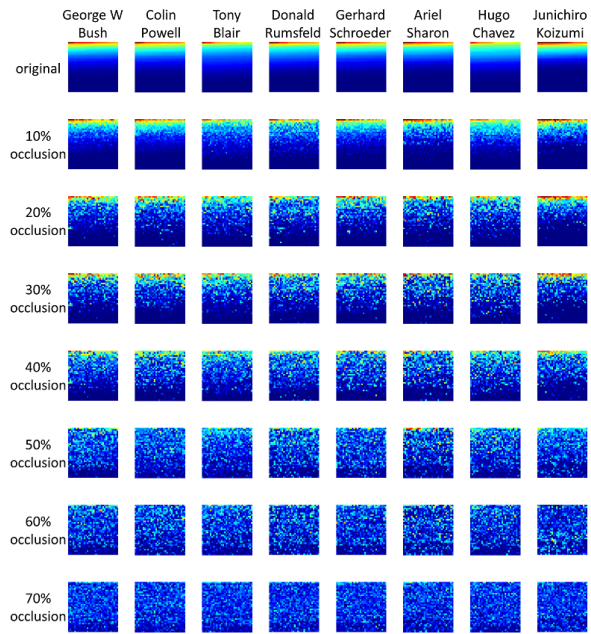 George W Colin Tony Donald Gerhard Ariel Hugo Junichiro
Bush Powell Blair Rumsfeld Schroeder Sharon Chavez Koizumi
original
10%
occlusion
20%
occlusion
30%
occlusion
40%
occlusion
50%
occlusion
60%
occlusion
70%
occlusion